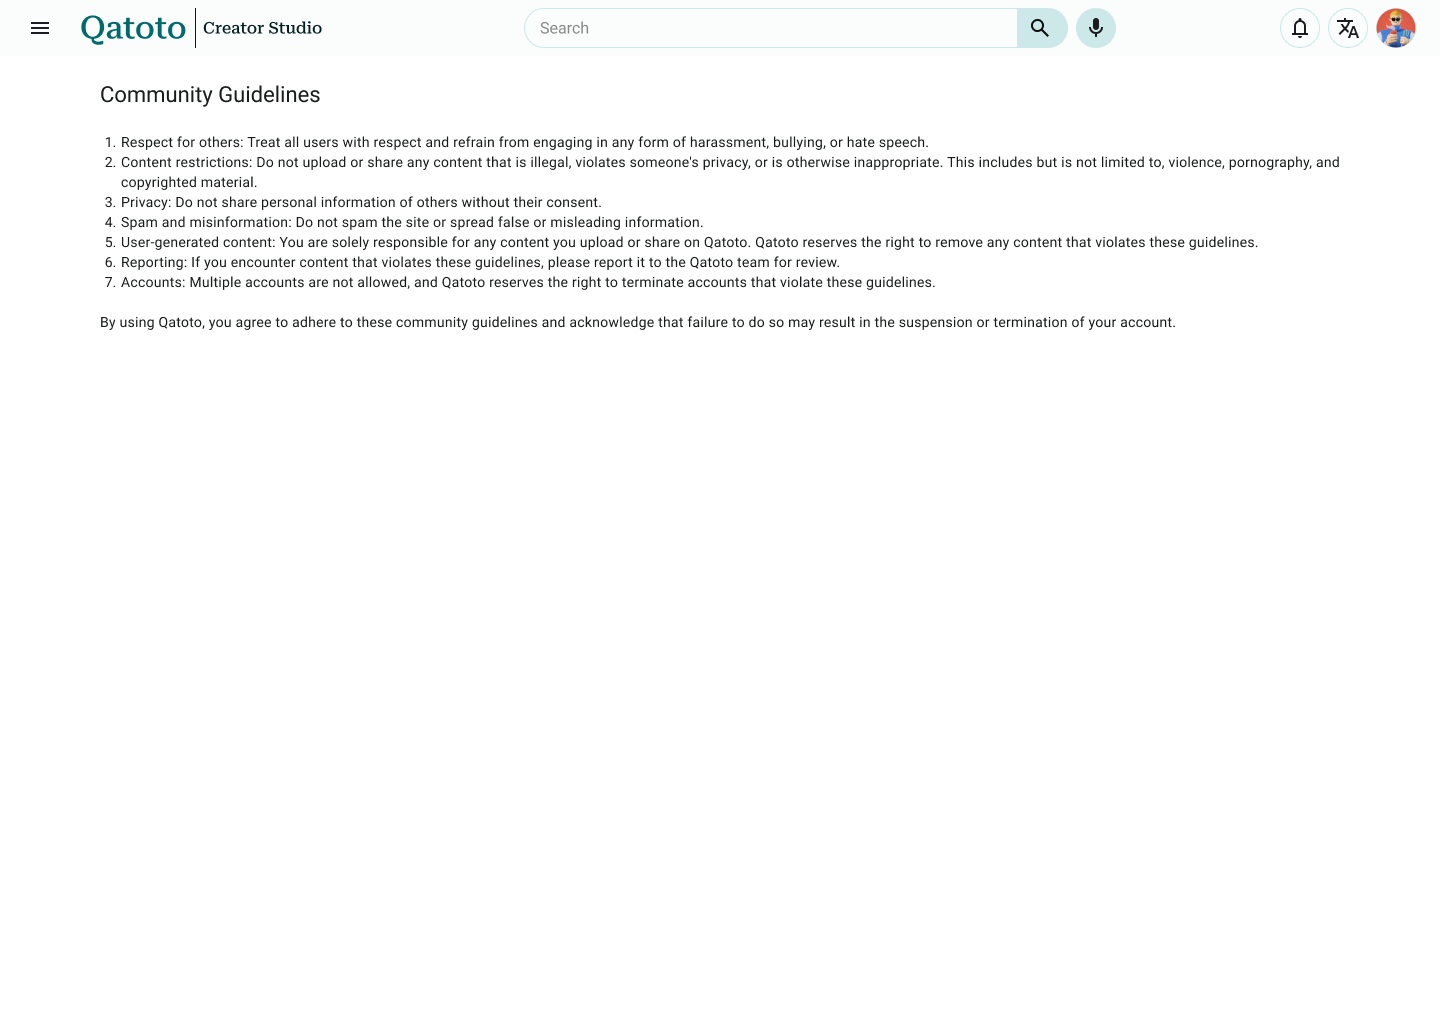 Qatoto
Creator Studio
Search
Community Guidelines
1. Respect for others: Treat all users with respect and refrain from engaging in any form of harassment, bullying, or hate speech.
2. Content restrictions: Do not upload or share any content that is illegal, violates someone's privacy, or is otherwise inappropriate. This includes but is not limited to, violence, pornography, and
copyrighted material.
3. Privacy: Do not share personal information of others without their consent.
4. Spam and misinformation: Do not spam the site or spread false or misleading information.
5. User-generated content: You are solely responsible for any content you upload or share on Qatoto. Qatoto reserves the right to remove any content that violates these guidelines.
6. Reporting: If you encounter content that violates these guidelines, please report it to the Qatoto team for review.
7. Accounts: Multiple accounts are not allowed, and Qatoto reserves the right to terminate accounts that violate these guidelines.
By using Qatoto, you agree to adhere to these community guidelines and acknowledge that failure to do so may result in the suspension or termination of your account.